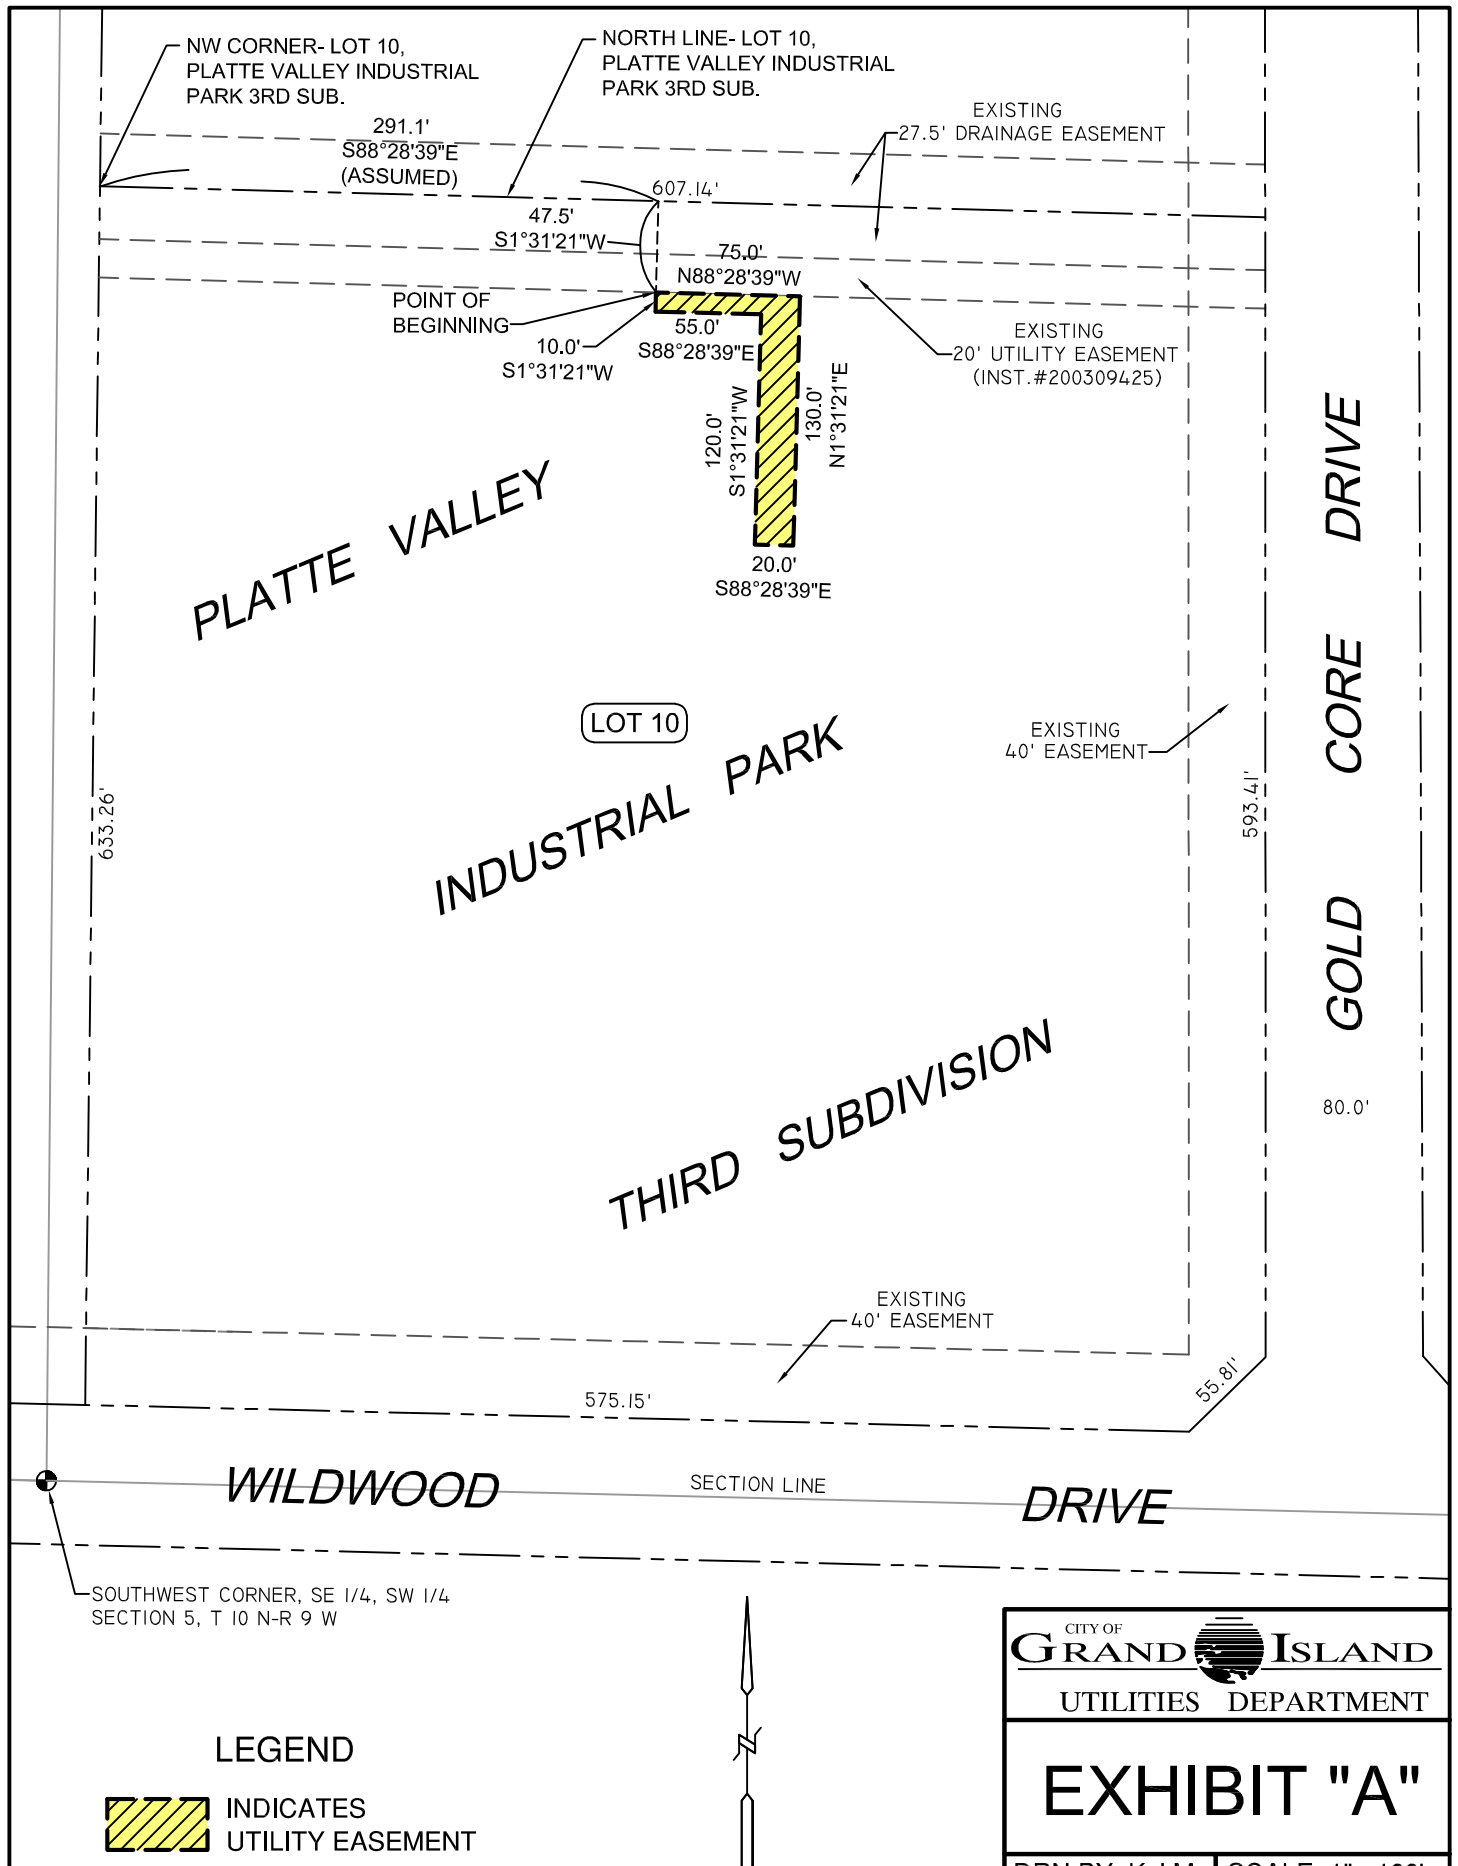 NW CORNER- LOT 10,
PLATTE VALLEY INDUSTRIAL
PARK 3RD SUB.
NORTH LINE- LOT 10,
PLATTE VALLEY INDUSTRIAL
PARK 3RD SUB.
EXISTING
27.5' DRAINAGE EASEMENT
291.1'
S88°28'39"E
(ASSUMED)
607.14'
47.5'
S1°31'21"W
75.0'
N88°28'39"W
POINT OF
BEGINNING
55.0'
S88°28'39"E
10.0'
S1°31'21"W
EXISTING
20' UTILITY EASEMENT
(INST.#200309425)
120.0'
S1°31'21"W
130.0'
N1°31'21"E
20.0'
S88°28'39"E
PLATTE VALLEY
LOT 10
INDUSTRIAL PARK
EXISTING
40' EASEMENT
633.26'
593.41'
GOLD CORE DRIVE
80.0'
THIRD SUBDIVISION
EXISTING
40' EASEMENT
575.15'
55.81'
WILDWOOD DRIVE
SECTION LINE
SOUTHWEST CORNER, SE 1/4, SW 1/4
SECTION 5, T 10 N-R 9 W
N
CITY OF
GRAND ISLAND
UTILITIES DEPARTMENT
LEGEND
INDICATES
UTILITY EASEMENT
EXHIBIT "A"